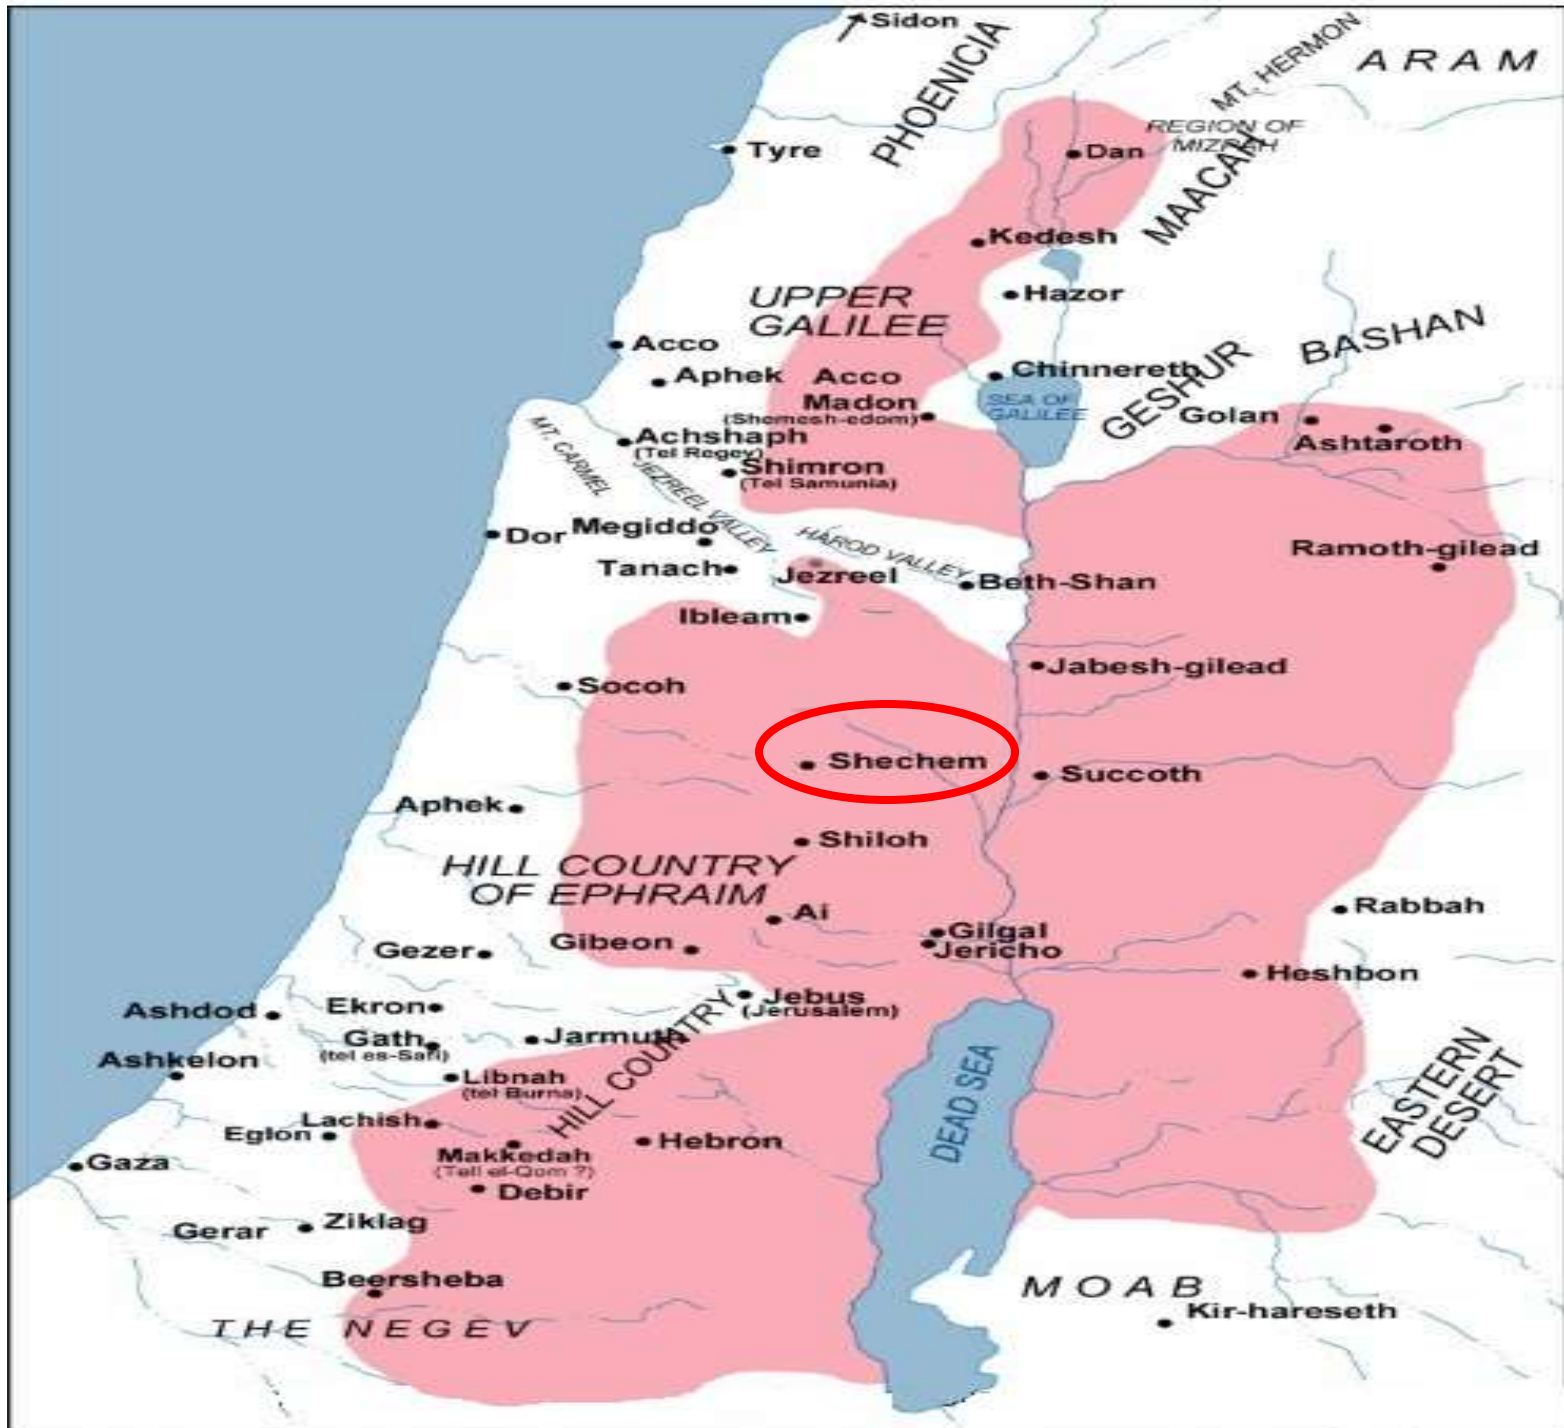 Sidon
ARAM
MT. HERMON
PHOENICIA
REGION OF
MIZPAH
Tyre
Dan
MAACAH
Kedesh
Hazor
UPPER
GALILEE
BASHAN
Acco
GESHUR
Chinnereth
Aphek
Acco
Madon
(Shemesh-edom)
SEA OF
GALILEE
Golan
Ashtaroth
MT. CARMEL
Achshaph
(Tel Regev)
Shimron
(Tel Samunia)
JEZREEL VALLEY
Dor
Megiddo
HAROD VALLEY
Ramoth-gilead
Tanach
Jezreel
Beth-Shan
Ibleam
Jabesh-gilead
Socoh
Shechem
Succoth
Aphek
Shiloh
HILL COUNTRY
OF EPHRAIM
Ai
Rabbah
Gilgal
Jericho
Gibeon
Gezer
Heshbon
Jebus
(Jerusalem)
Ashdod
Ekron
Gath
(tel es-Safi)
Jarmuth
HILL COUNTRY
Ashkelon
Libnah
(tel Burna)
DEAD SEA
EASTERN
DESERT
Lachish
Eglon
Hebron
Makkedah
(Tell el-Qom ?)
Gaza
Debir
Ziklag
Gerar
Beersheba
MOAB
Kir-hareseth
THE NEGEV